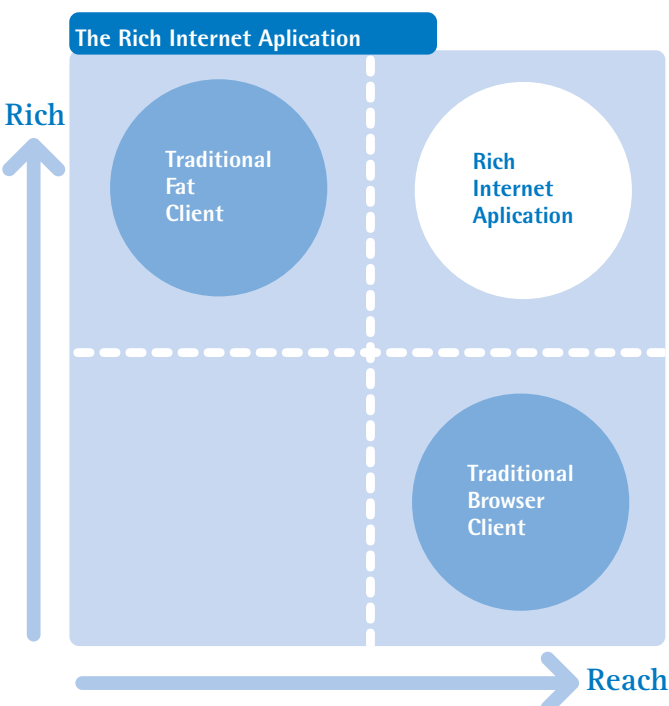 The Rich Internet Aplication
Rich
Traditional
Fat
Client
Rich
Internet
Aplication
Traditional
Browser
Client
Reach